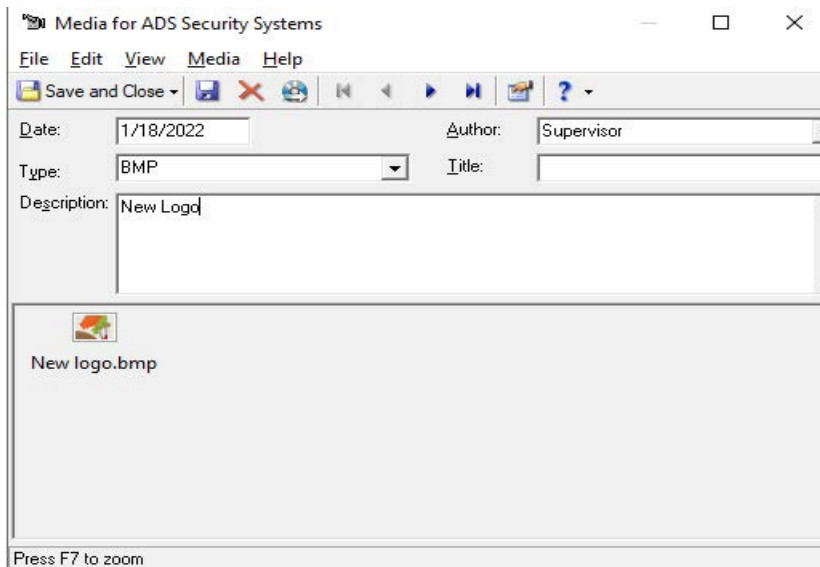 Media for ADS Security Systems
File Edit View Media Help
Save and Close ?
Date: 1/18/2022 Author: Supervisor
Type: BMP Title:
Description: New Logo
New logo.bmp
Press F7 to zoom